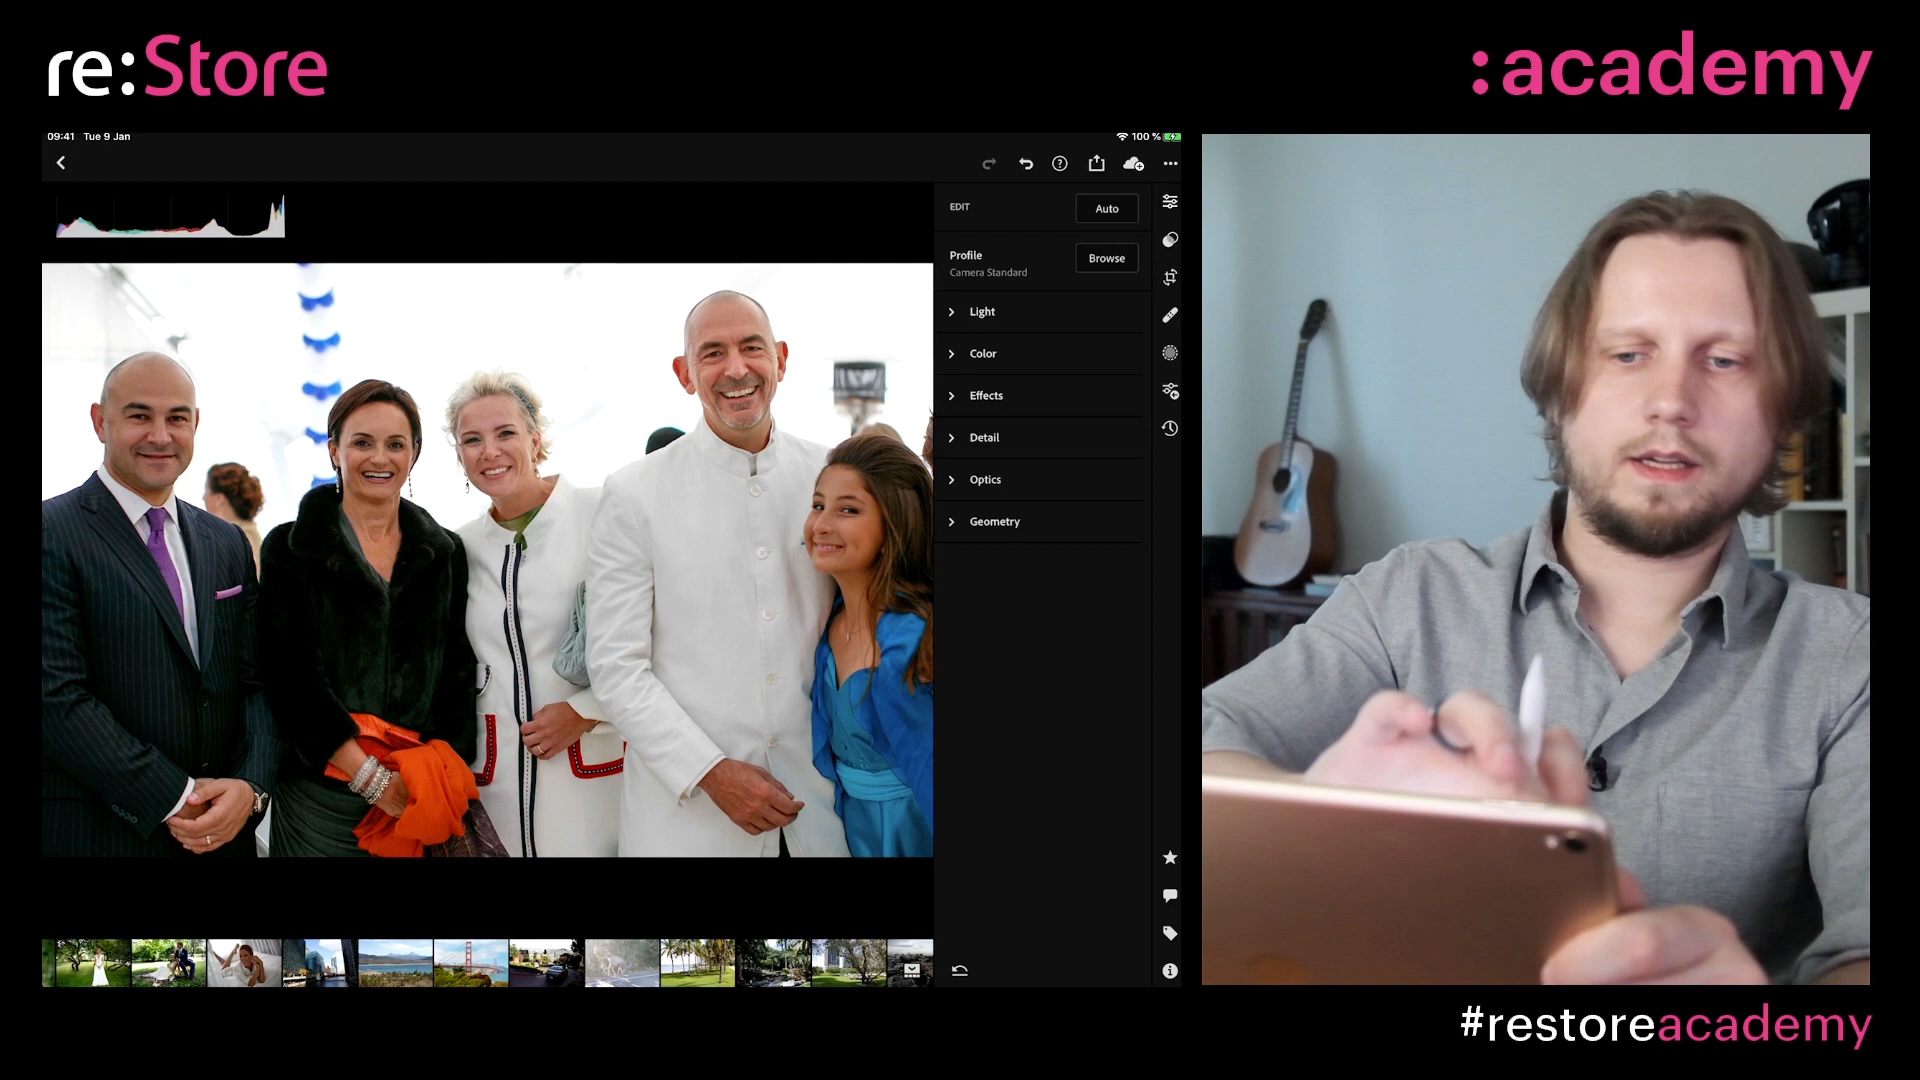 re:Store
:academy
09:41 Tue 9 Jan
100 %
EDIT
Auto
Profile
Camera Standard
Browse
Light
Color
Effects
Detail
Optics
Geometry
#restoreacademy